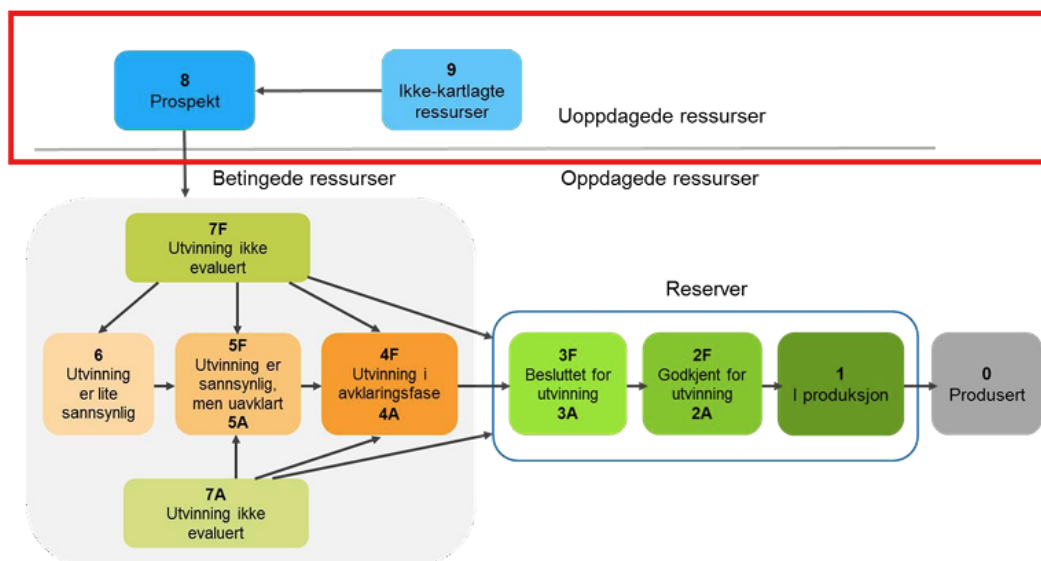 8
Prospekt
9
Ikke-kartlagte
ressurser
Uoppdagede ressurser
Betingede ressurser
Oppdagede ressurser
7F
Utvinning ikke
evaluert
Reserver
6
Utvinning
er lite
sannsynlig
5F
Utvinning er
sannsynlig,
men uavklart
5A
4F
Utvinning i
avklaringsfase
4A
3F
Besluttet for
utvinning
3A
2F
Godkjent for
utvinning
2A
1
I produksjon
0
Produsert
7A
Utvinning ikke
evaluert